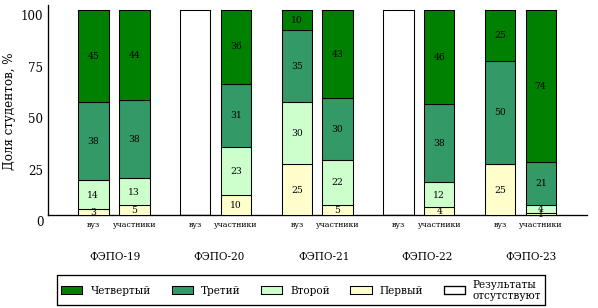 Доля студентов, %
100
75
50
25
0
45 44 36 10 43 46 25 74
38 38 31 35 30 38 50 21
14 13 23 30 22 12 4
3 5 10 25 5 4 25 1
вуз участники вуз участники вуз участники вуз участники вуз участники
ФЭПО-19 ФЭПО-20 ФЭПО-21 ФЭПО-22 ФЭПО-23
Четвертый Третий Второй Первый Результаты
отсутствуют